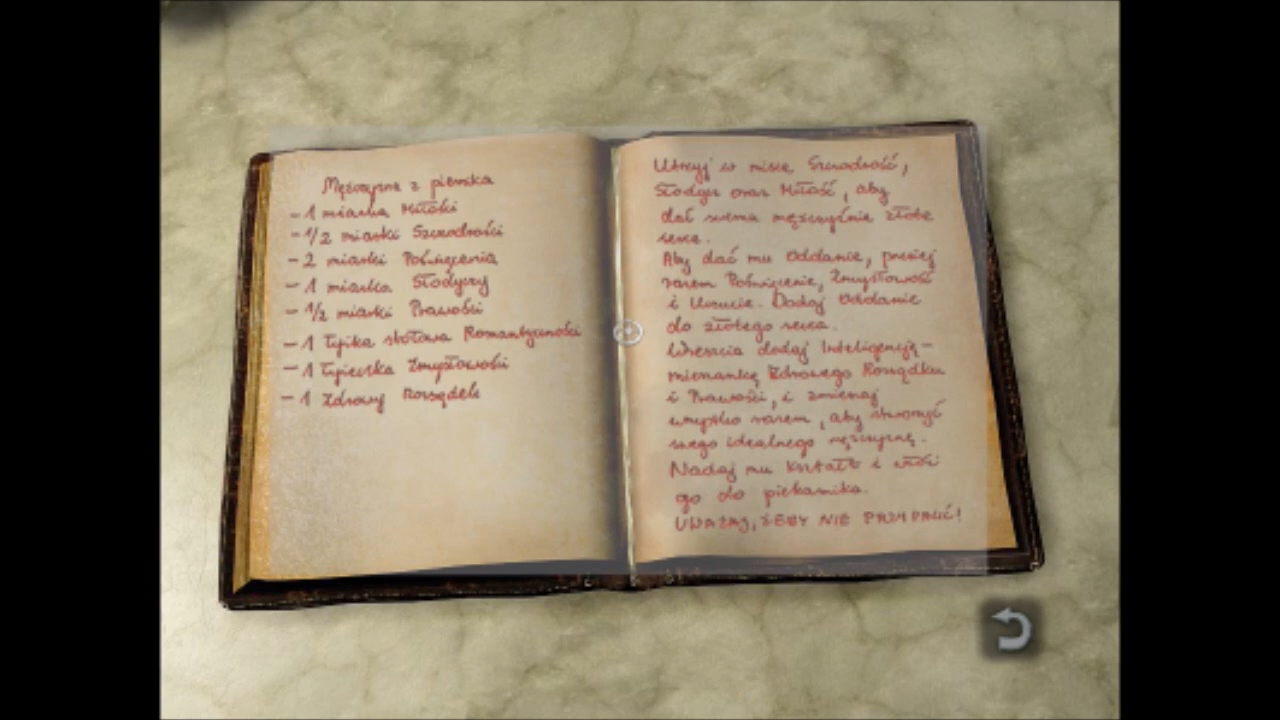 Mężczyzna z piernika
- 1 miarka Miłości
- 1/2 miarki Szczodrości
- 2 miarki Poświęcenia
- 1 miarka Słodyczy
- 1/2 miarki Prawości
- 1 łyżka stołowa Romantyczności
- 1 łyżeczka Zmysłowości
- 1 Zdrowy Rozsądek
Utrzyj w misce Szczodrość,
Słodycz oraz Miłość, aby
dać swemu mężczyźnie złote
serce.
Aby dać mu Oddanie, przesiej
razem Poświęcenie, Zmysłowość
i Uczucie. Dodaj Oddanie
do złotego serca.
Wreszcie dodaj Inteligencję -
mieszankę Zdrowego Rozsądku
i Prawości, i zmieszaj
wszystko razem, aby stworzyć
swego idealnego mężczyznę.
Nadaj mu kształt i włóż
go do piekarnika.
UWAŻAJ, ŻEBY NIE PRZYPALIĆ!